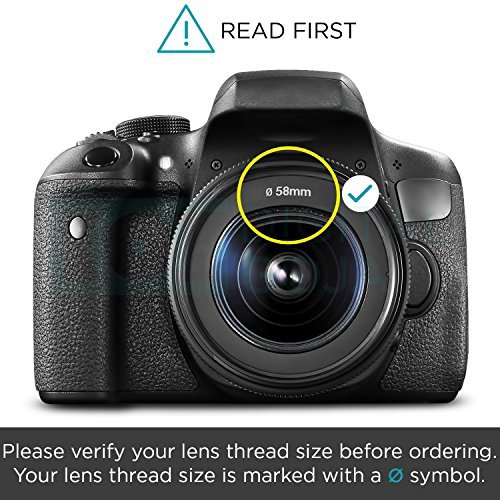 READ FIRST
ø 58mm
Please verify your lens thread size before ordering.
Your lens thread size is marked with a Ø symbol.